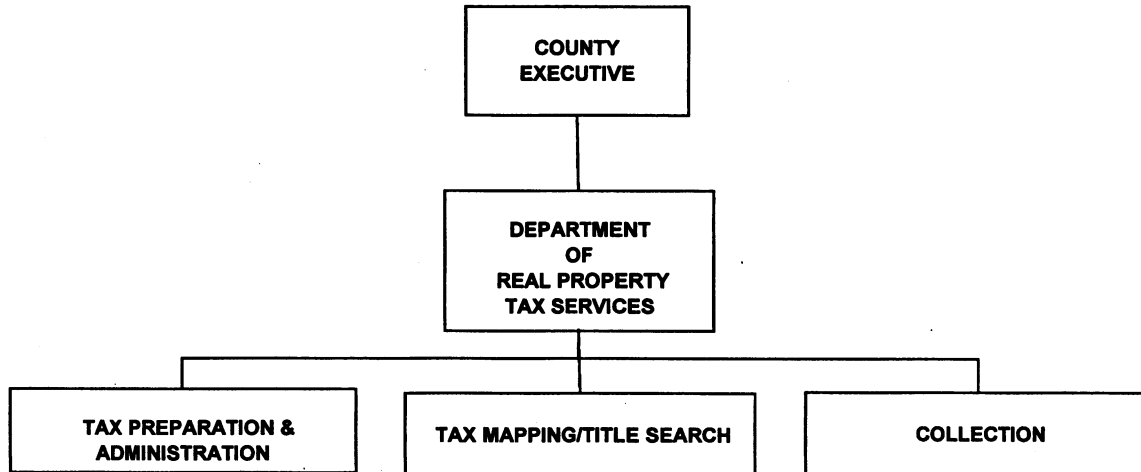 COUNTY
EXECUTIVE
DEPARTMENT
OF
REAL PROPERTY
TAX SERVICES
TAX PREPARATION &
ADMINISTRATION
TAX MAPPING/TITLE SEARCH
COLLECTION